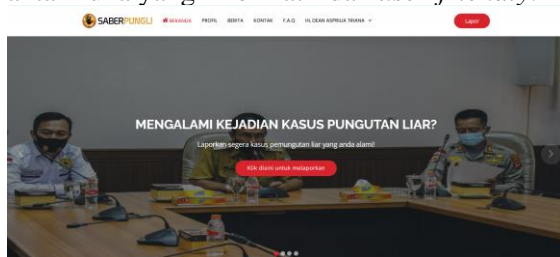 SABERPUNGLI BERANDA PROFIL BERITA KONTAK F.A.Q HI, DEAN ASPRILIA TRIANA Lapor
MENGALAMI KEJADIAN KASUS PUNGUTAN LIAR?
Laporkan segera kasus pemungutan liar yang anda alami!
Klik disini untuk melaporkan